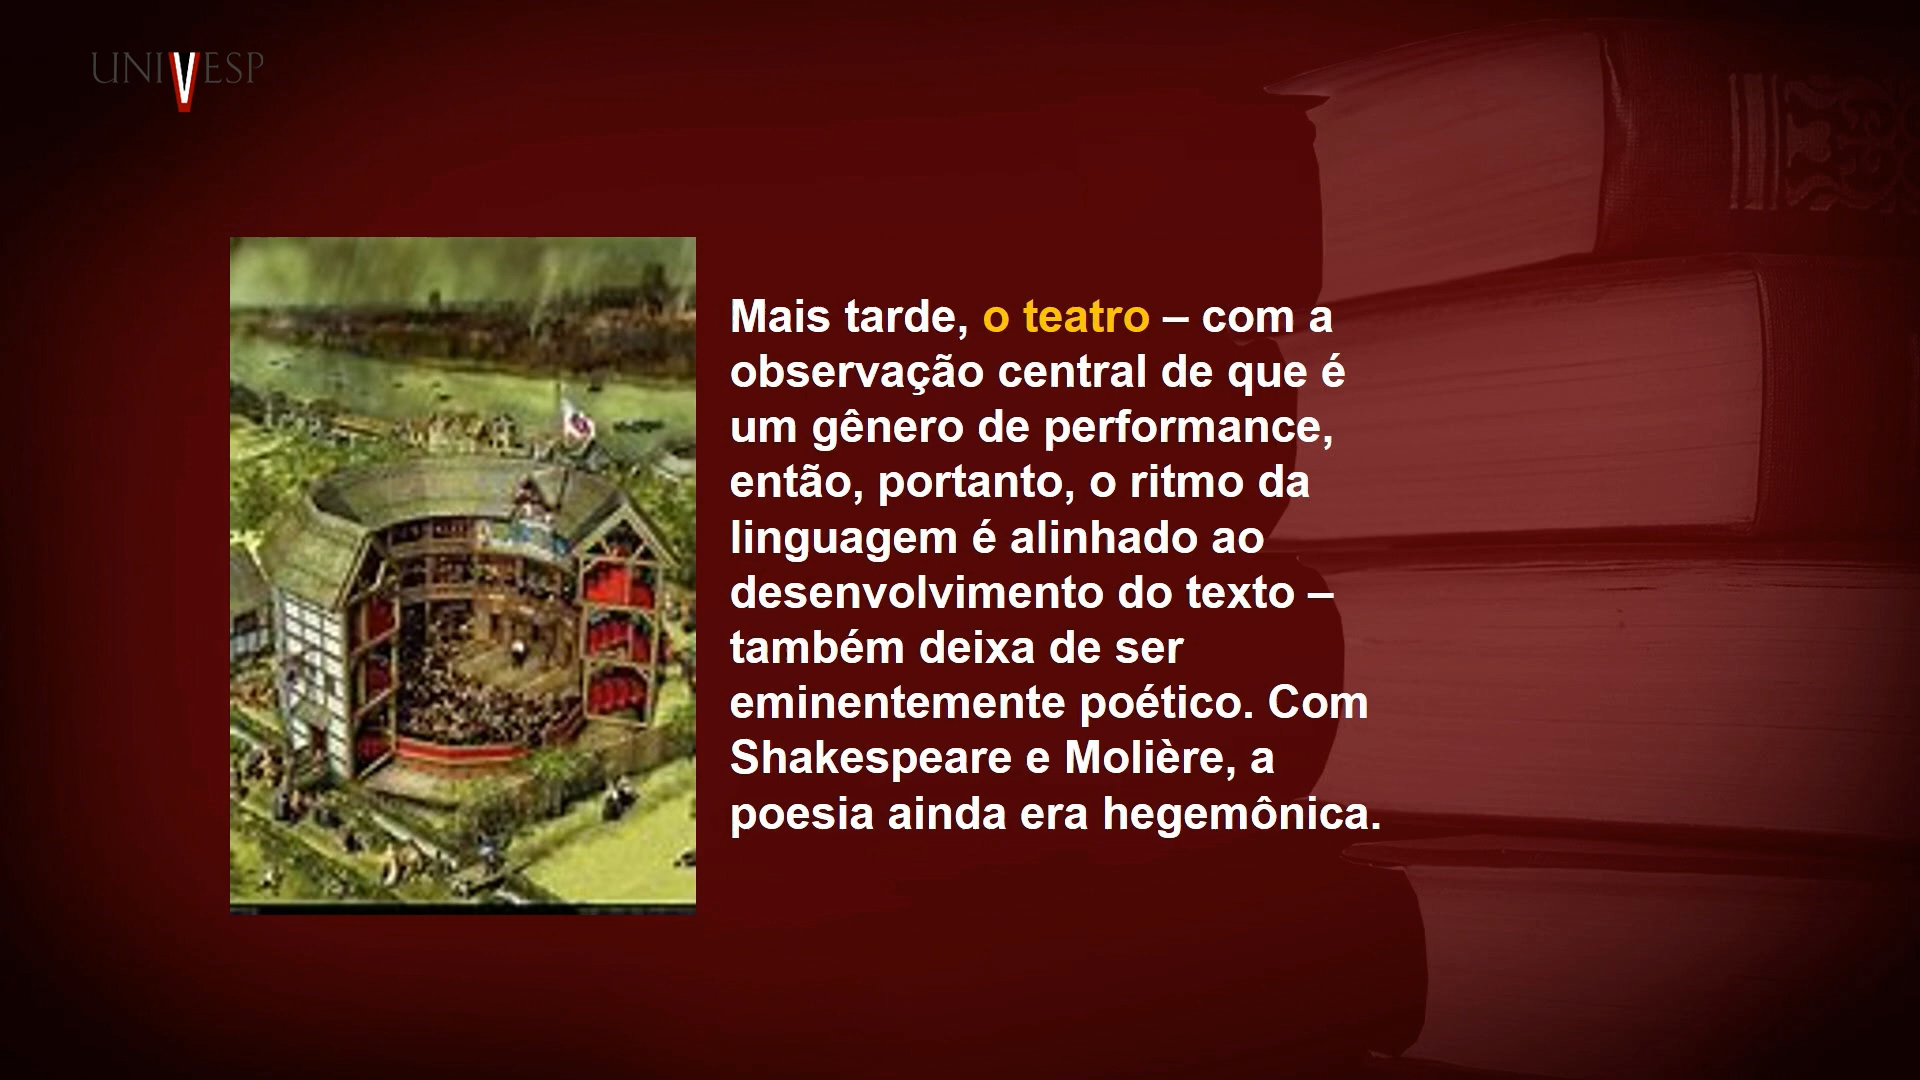 UNIVESP
Mais tarde, o teatro – com a
observação central de que é
um gênero de performance,
então, portanto, o ritmo da
linguagem é alinhado ao
desenvolvimento do texto –
também deixa de ser
eminentemente poético. Com
Shakespeare e Molière, a
poesia ainda era hegemônica.